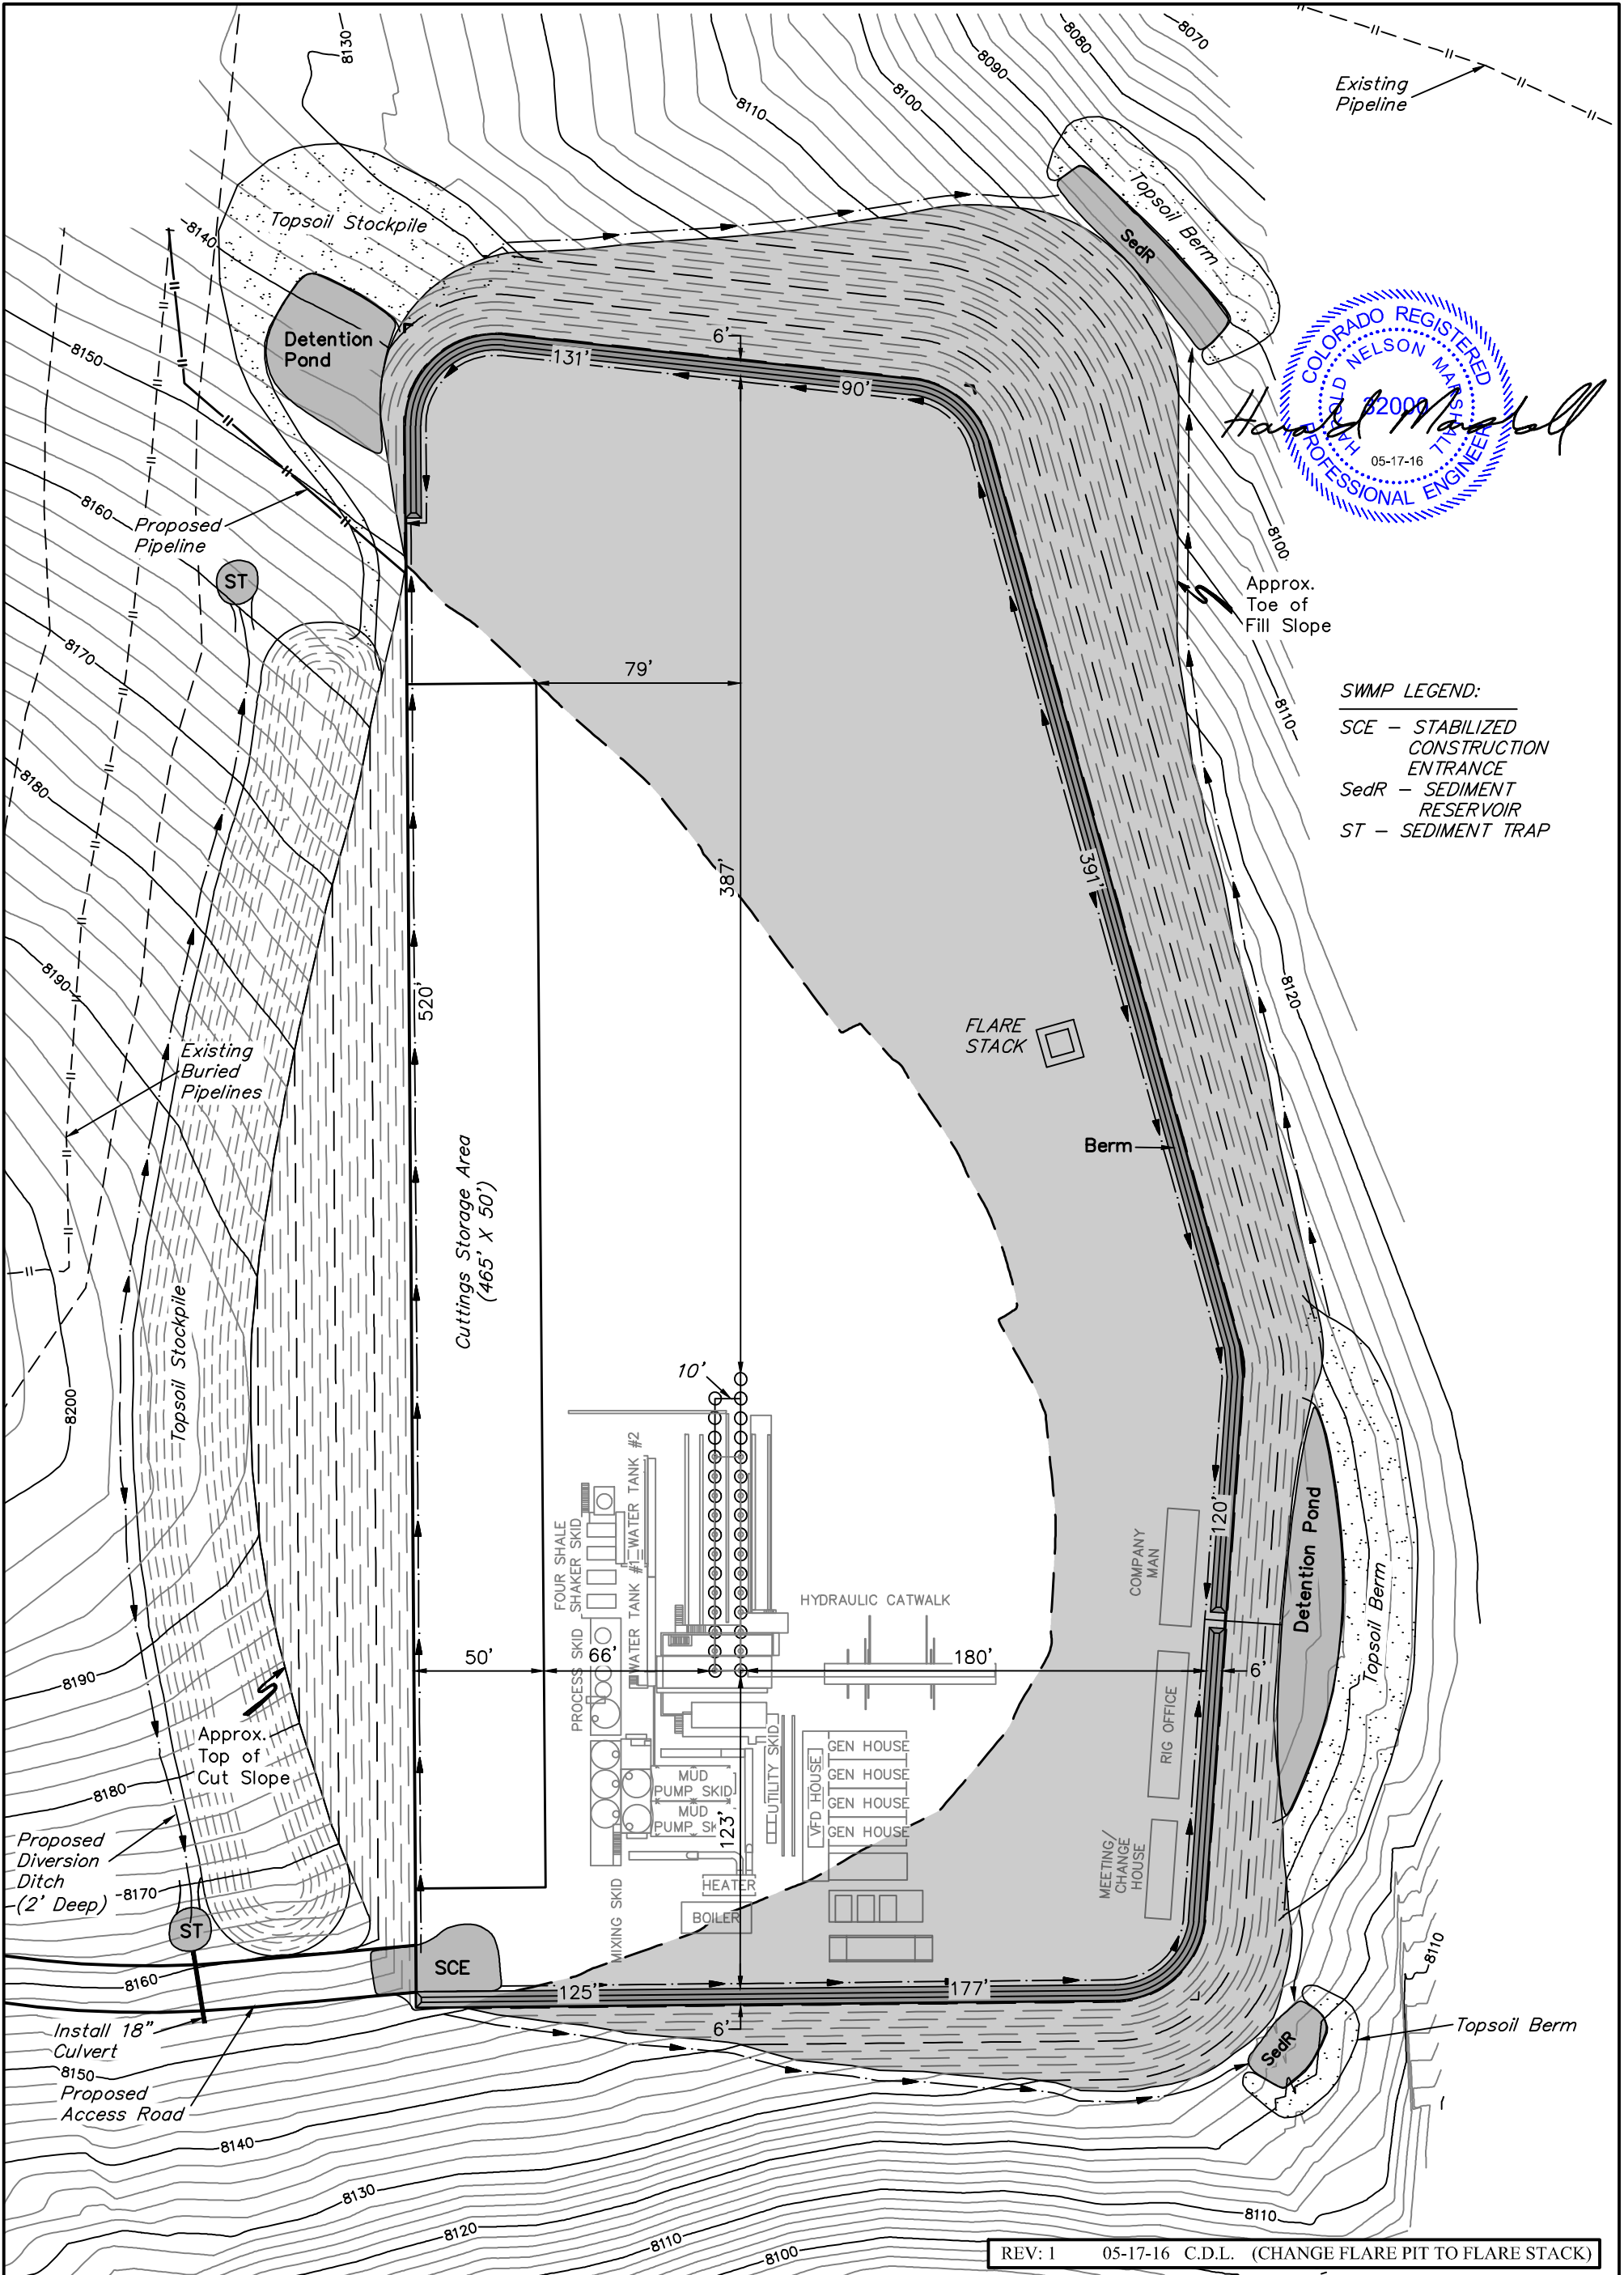 8130
8080
8070
8090
8100
8110
Existing
Pipeline
Topsoil Stockpile
8140
Topsoil Berm
SedR
Detention
Pond
8150
6'
131'
90'
COLORADO REGISTERED
HAROLD NELSON MARSHALL
32000
05-17-16
PROFESSIONAL ENGINEER
Harold Marshall
8160
Proposed
Pipeline
8100
ST
Approx.
Toe of
Fill Slope
8170
79'
8110
SWMP LEGEND:
SCE – STABILIZED
CONSTRUCTION
ENTRANCE
SedR – SEDIMENT
RESERVOIR
ST – SEDIMENT TRAP
8180
387'
391'
8190
520'
8120
FLARE
STACK
Existing
Buried
Pipelines
Berm
Cuttings Storage Area
(465' X 50')
Topsoil Stockpile
8200
10'
FOUR SHALE
SHAKER SKID
WATER TANK #1
WATER TANK #2
COMPANY
MAN
120'
Detention Pond
Topsoil Berm
HYDRAULIC CATWALK
PROCESS SKID
50'
66'
180'
6'
8190
RIG OFFICE
Approx.
Top of
Cut Slope
8180
UTILITY SKID
VFD HOUSE
GEN HOUSE
GEN HOUSE
GEN HOUSE
GEN HOUSE
MUD
PUMP SKID
MUD
PUMP SK
123'
Proposed
Diversion
Ditch
(2' Deep)
8170
MEETING/
CHANGE
HOUSE
HEATER
BOILER
MIXING SKID
ST
SCE
8160
8110
125'
177'
6'
Install 18"
Culvert
SedR
Topsoil Berm
8150
Proposed
Access Road
8140
8130
8120
8110
8100
8110
REV: 1 05-17-16 C.D.L. (CHANGE FLARE PIT TO FLARE STACK)